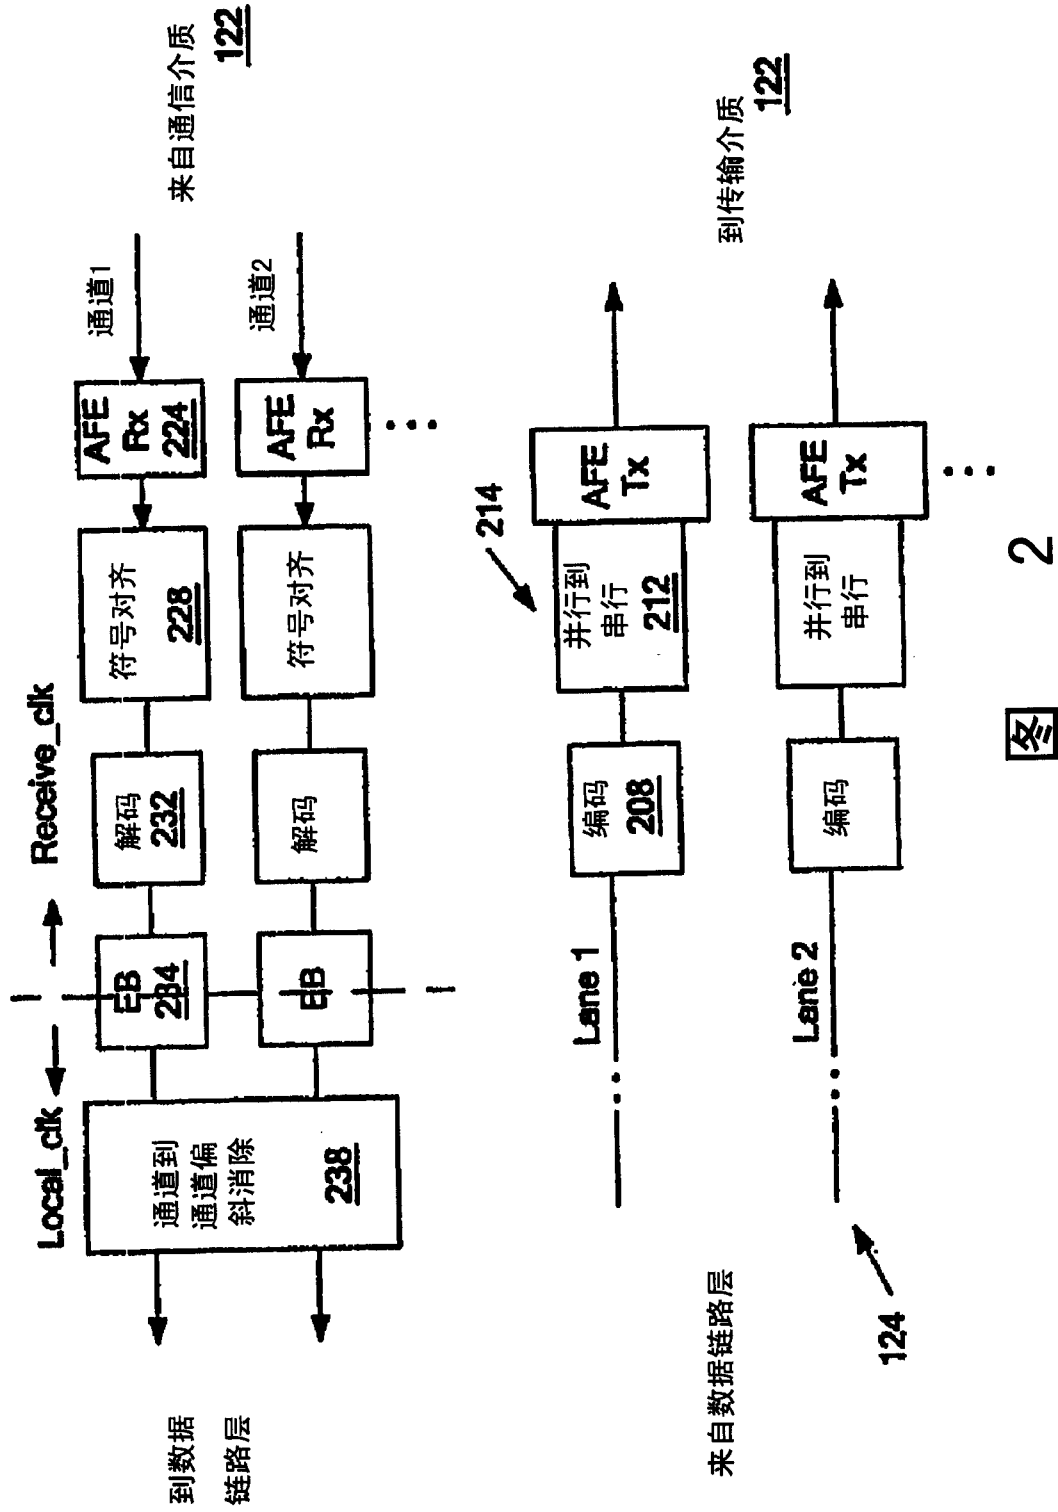 Local_clk
Receive_clk
到数据
链路层
通道到
通道偏
斜消除
238
EB
234
解码
232
符号对齐
228
AFE
Rx
224
通道1
来自通信介质
122
EB
解码
符号对齐
AFE
Rx
通道2
来自数据链路层
Lane 1
编码
208
并行到
串行
212
214
AFE
Tx
到传输介质
122
124
Lane 2
编码
并行到
串行
AFE
Tx
图 2